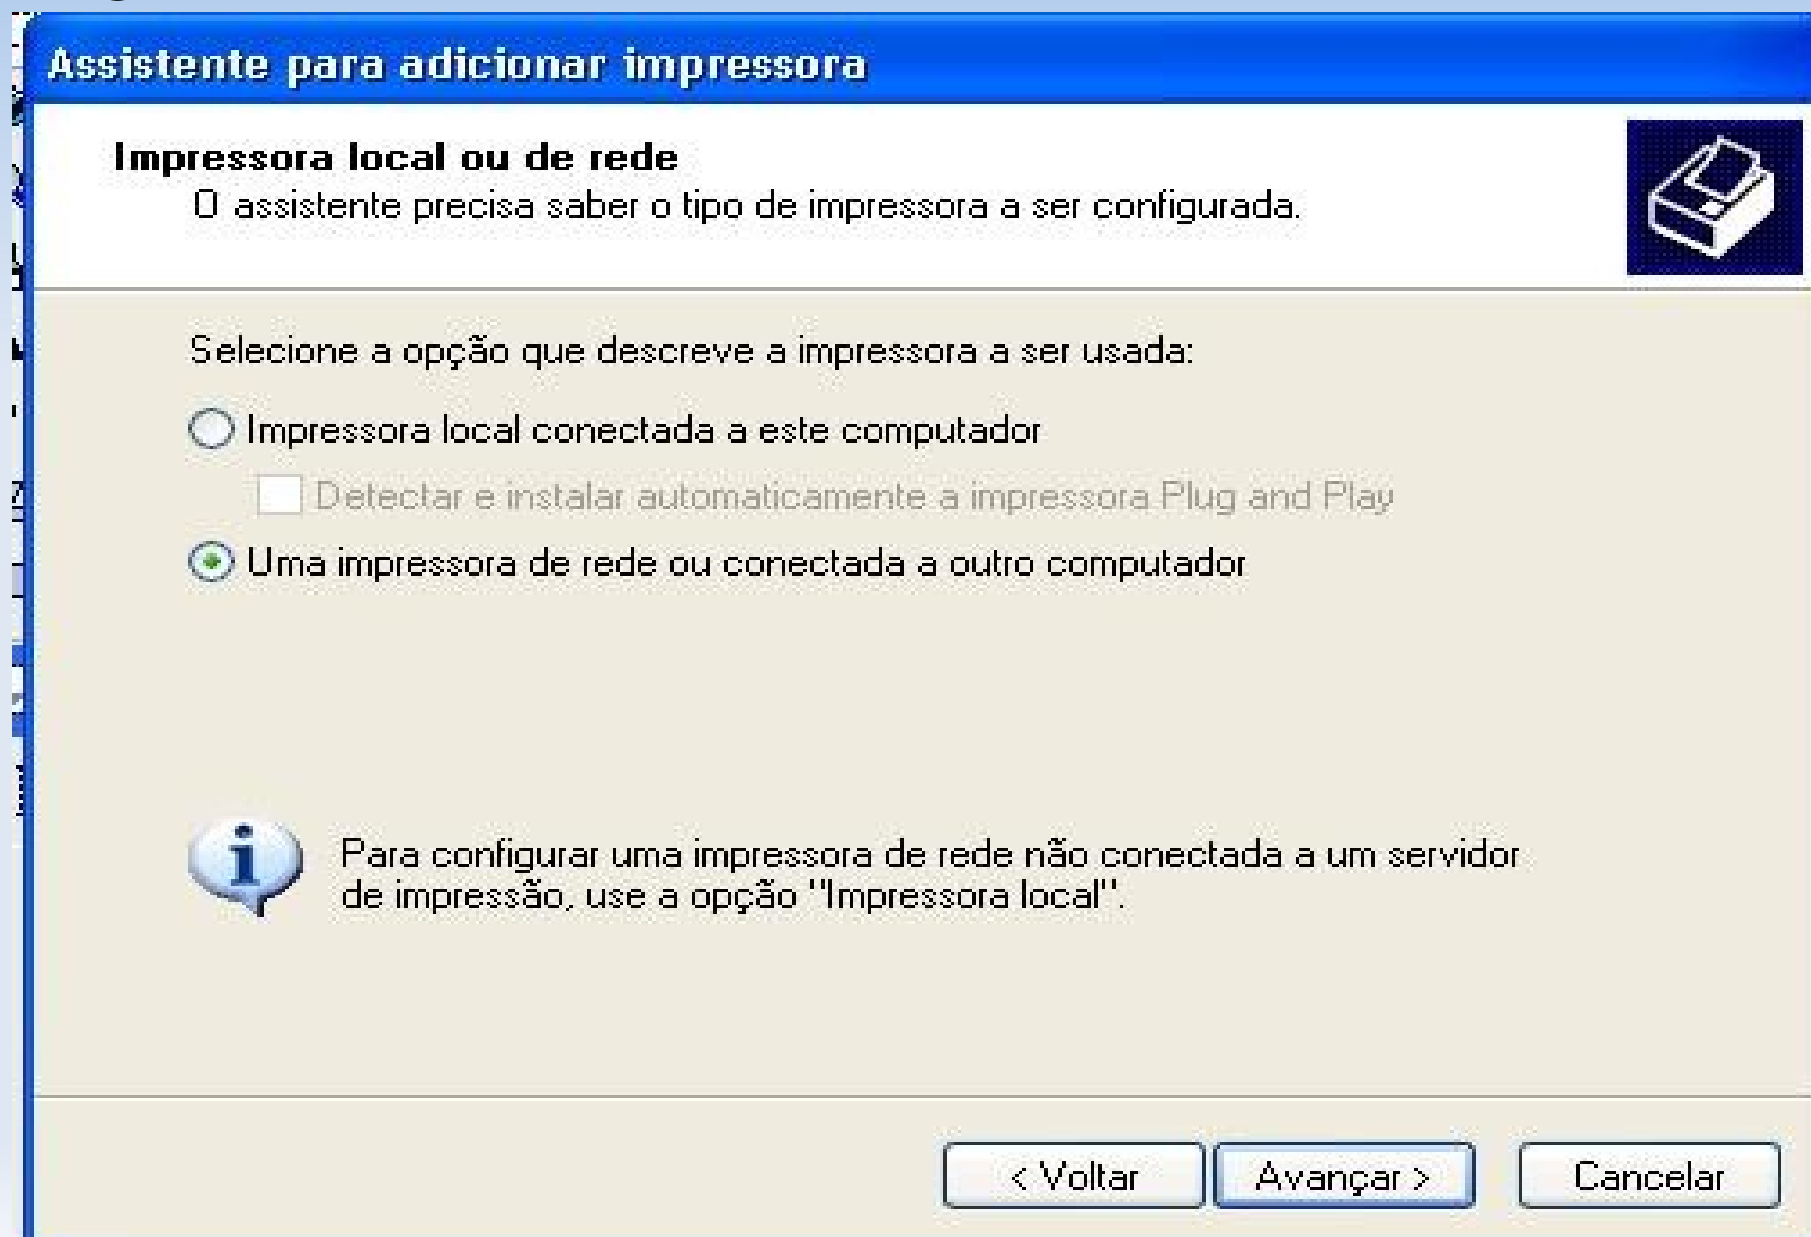 Assistente para adicionar impressora
Impressora local ou de rede
O assistente precisa saber o tipo de impressora a ser configurada.
Selecione a opção que descreve a impressora a ser usada:
Impressora local conectada a este computador
Detectar e instalar automaticamente a impressora Plug and Play
Uma impressora de rede ou conectada a outro computador
Para configurar uma impressora de rede não conectada a um servidor
de impressão, use a opção "Impressora local".
< Voltar
Avançar >
Cancelar